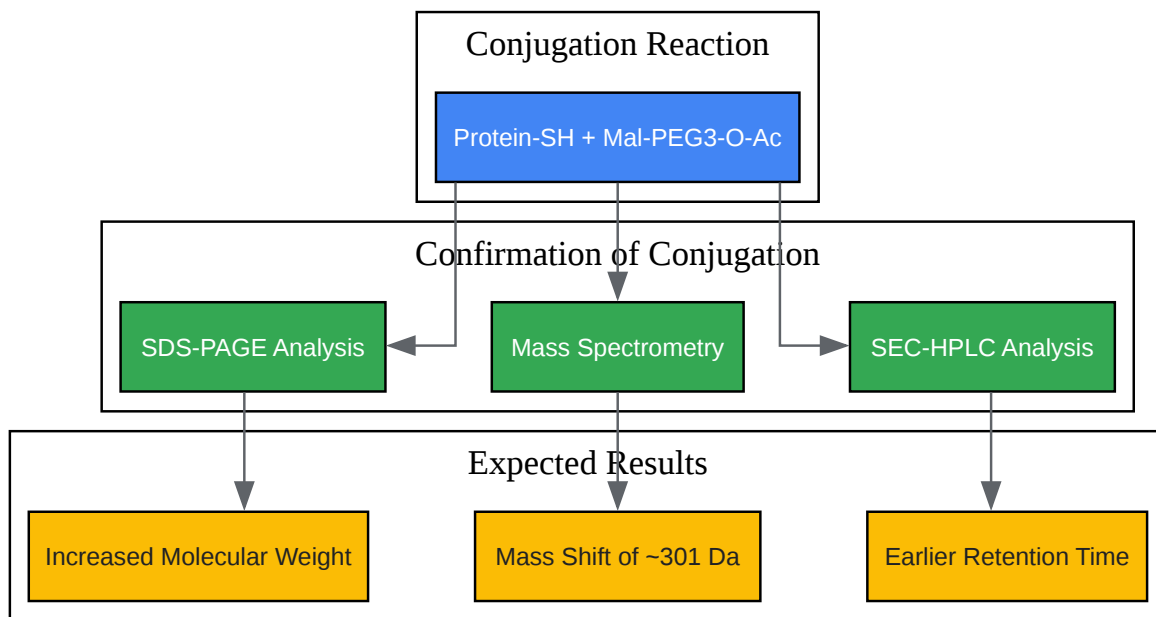 Conjugation Reaction
Protein-SH + Mal-PEG3-O-Ac
Confirmation of Conjugation
SDS-PAGE Analysis
Mass Spectrometry
SEC-HPLC Analysis
Expected Results
Increased Molecular Weight
Mass Shift of ~301 Da
Earlier Retention Time